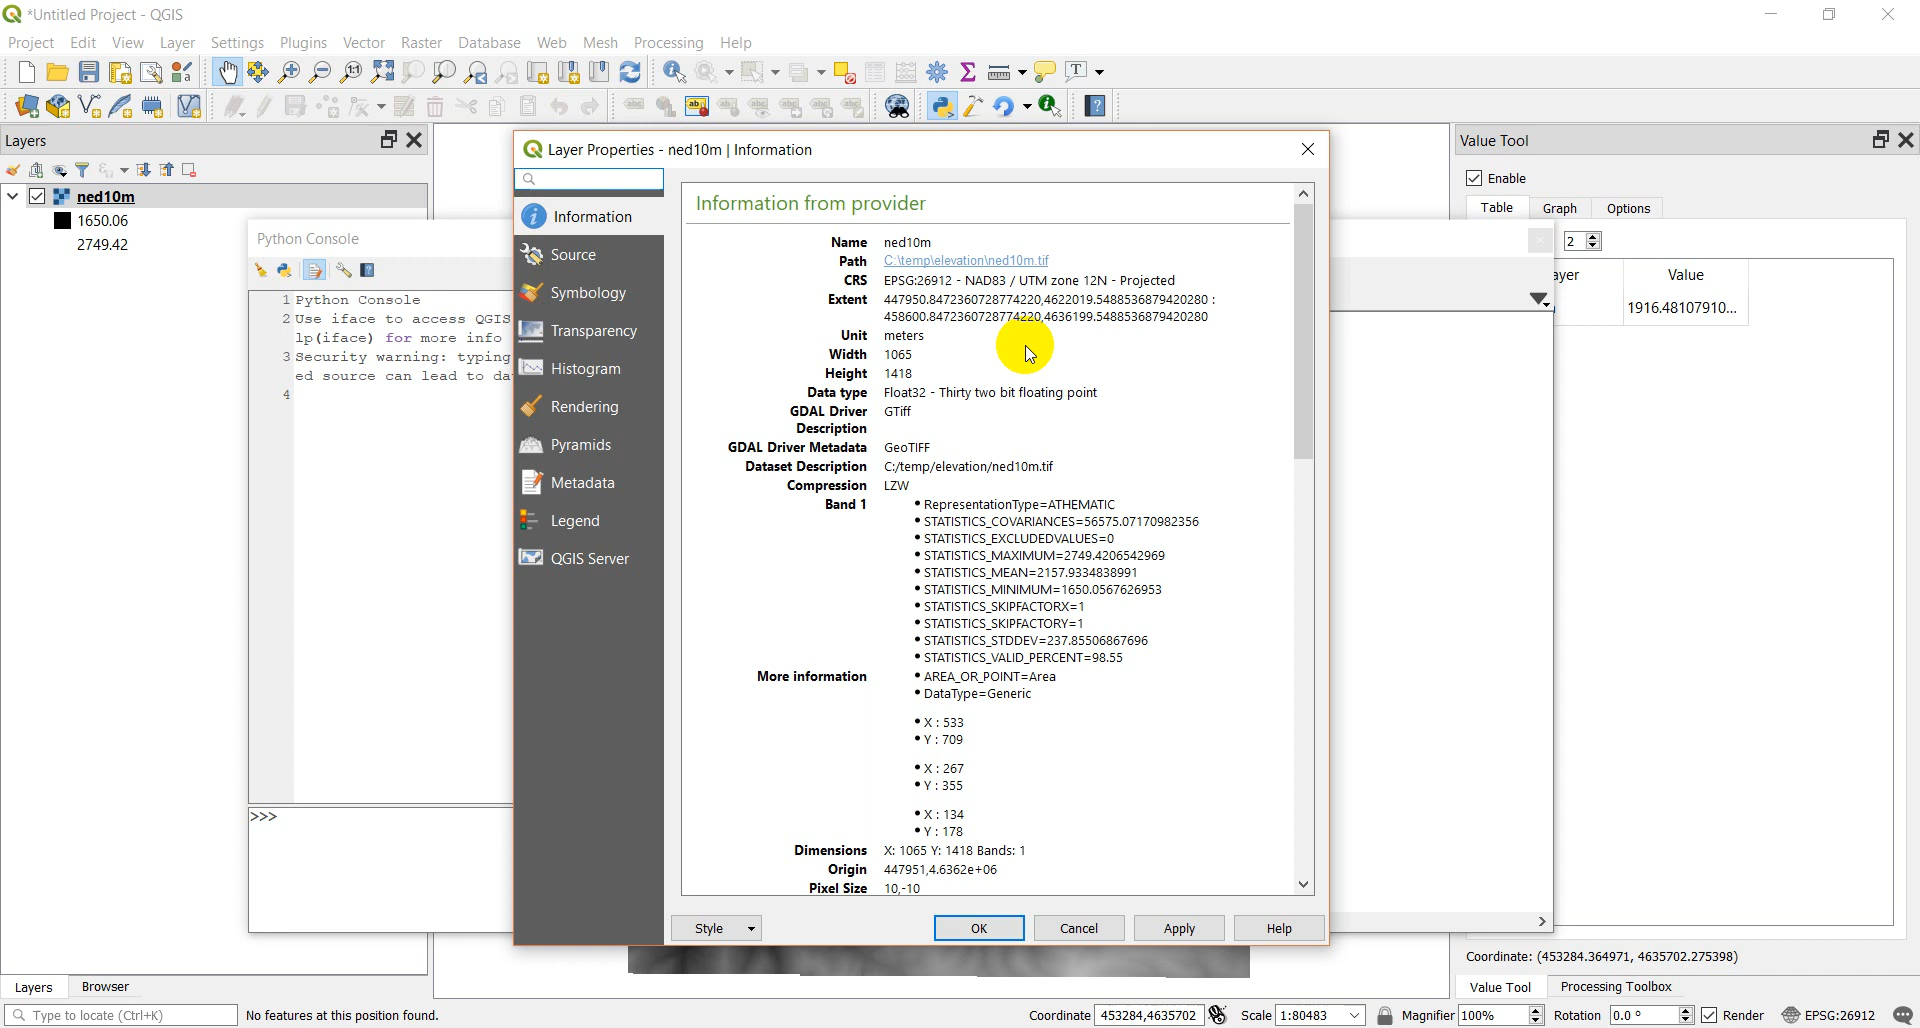 *Untitled Project - QGIS
Project Edit View Layer Settings Plugins Vector Raster Database Web Mesh Processing Help
Layers
ned10m
1650.06
2749.42
Python Console
1 Python Console
2 Use iface to access QGIS
lp(iface) for more info
3 Security warning: typing
ed source can lead to da
4
>>>
Layer Properties - ned10m | Information
Information
Source
Symbology
Transparency
Histogram
Rendering
Pyramids
Metadata
Legend
QGIS Server
Information from provider
Name ned10m
Path C:\temp\elevation\ned10m.tif
CRS EPSG:26912 - NAD83 / UTM zone 12N - Projected
Extent 447950.8472360728774220,4622019.5488536879420280 :
458600.8472360728774220,4636199.5488536879420280
Unit meters
Width 1065
Height 1418
Data type Float32 - Thirty two bit floating point
GDAL Driver GTiff
Description
GDAL Driver Metadata GeoTIFF
Dataset Description C:/temp/elevation/ned10m.tif
Compression LZW
Band 1 • RepresentationType=ATHEMATIC
• STATISTICS_COVARIANCES=56575.07170982356
• STATISTICS_EXCLUDEDVALUES=0
• STATISTICS_MAXIMUM=2749.4206542969
• STATISTICS_MEAN=2157.9334838991
• STATISTICS_MINIMUM=1650.0567626953
• STATISTICS_SKIPFACTORX=1
• STATISTICS_SKIPFACTORY=1
• STATISTICS_STDDEV=237.85506867696
• STATISTICS_VALID_PERCENT=98.55
More information • AREA_OR_POINT=Area
• DataType=Generic
• X : 533
• Y : 709
• X : 267
• Y : 355
• X : 134
• Y : 178
Dimensions X: 1065 Y: 1418 Bands: 1
Origin 447951,4.6362e+06
Pixel Size 10,-10
Style OK Cancel Apply Help
Value Tool
Enable
Table Graph Options
2
ayer Value
1916.48107910...
Coordinate: (453284.364971, 4635702.275398)
Layers Browser
Value Tool Processing Toolbox
Type to locate (Ctrl+K) No features at this position found. Coordinate 453284,4635702 Scale 1:80483 Magnifier 100% Rotation 0.0 ° Render EPSG:26912